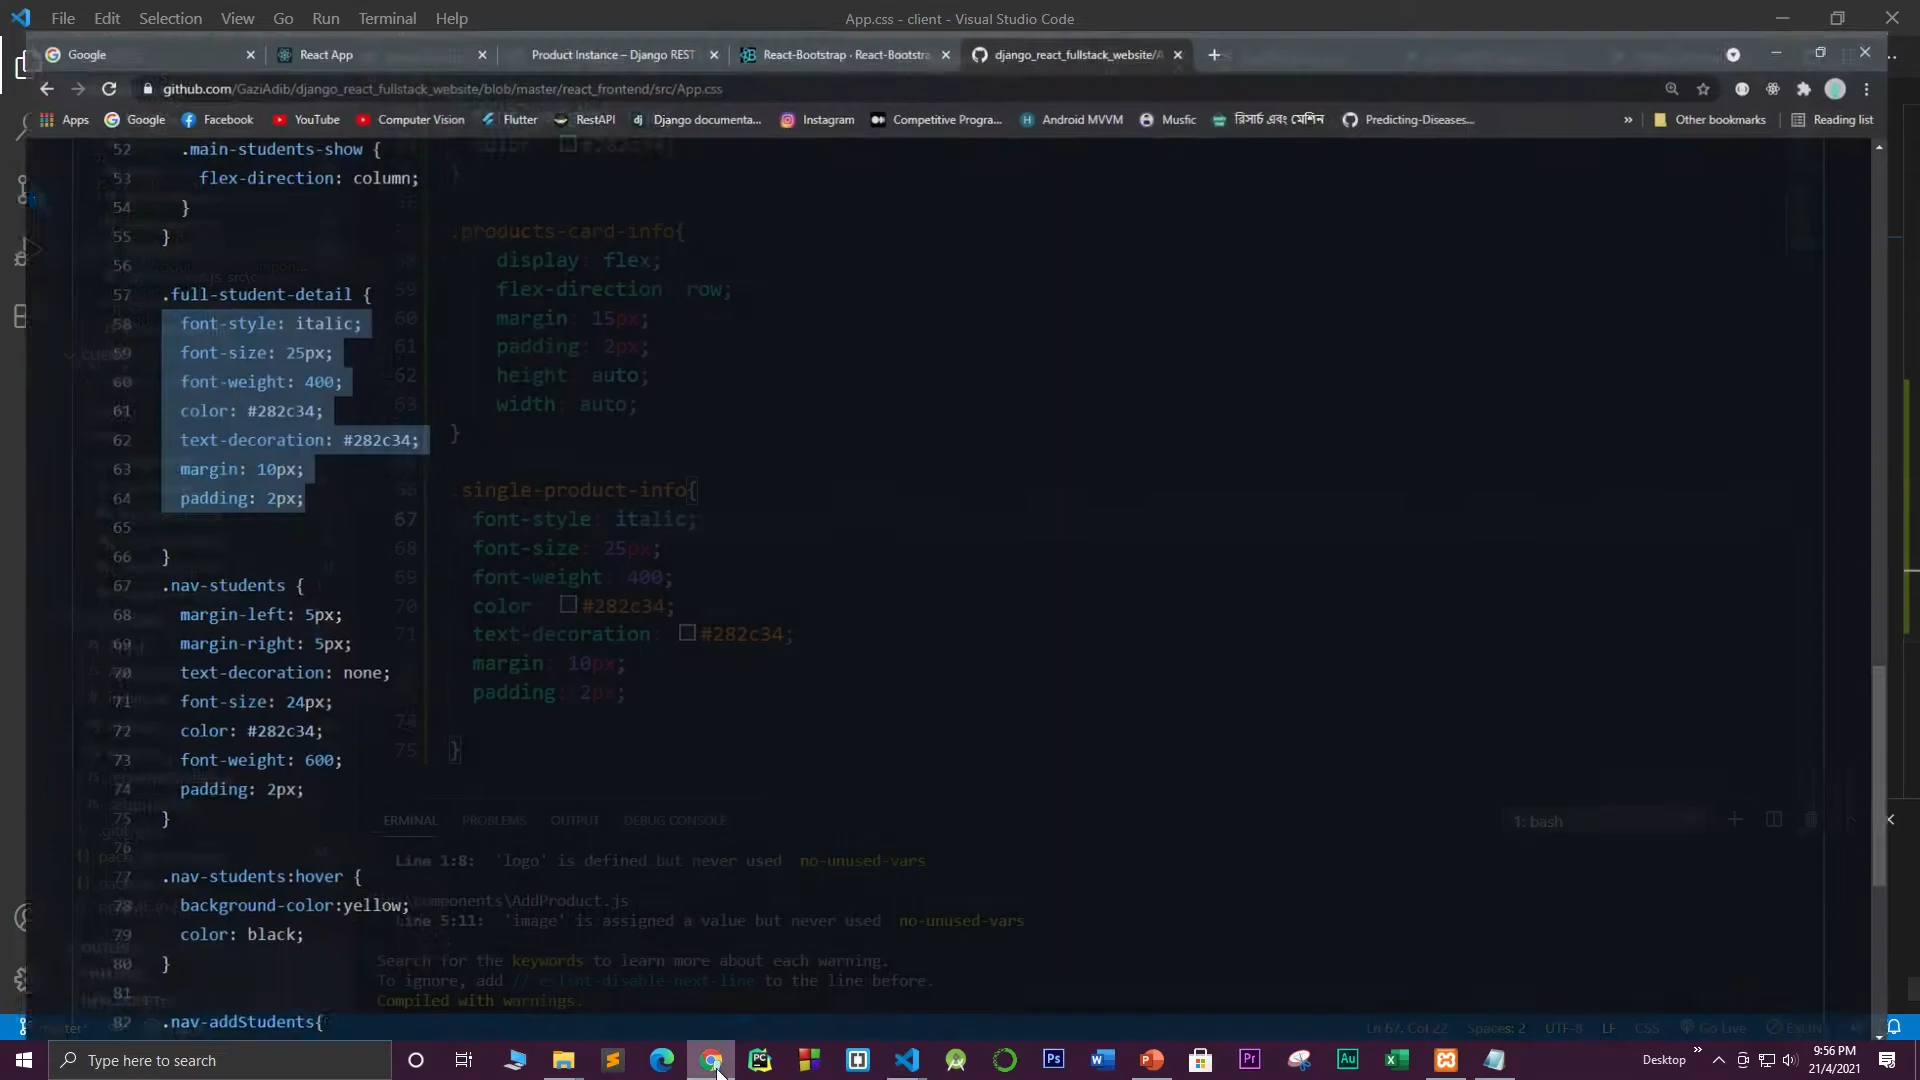 File Edit Selection View Go Run Terminal Help
App.css - client - Visual Studio Code
Google
React App
Product Instance – Django REST
React-Bootstrap · React-Bootstra
django_react_fullstack_website/A
github.com/GaziAdib/django_react_fullstack_website/blob/master/react_frontend/src/App.css
Apps Google Facebook YouTube Computer Vision Flutter RestAPI Django documenta... Instagram Competitive Progra... Android MVVM Musfic রিসার্চ এবং মেশিন Predicting-Diseases... » Other bookmarks Reading list
52 .main-students-show {
53 flex-direction: column;
54 }
55 }
56
57 .full-student-detail {
58 font-style: italic;
59 font-size: 25px;
60 font-weight: 400;
61 color: #282c34;
62 text-decoration: #282c34;
63 margin: 10px;
64 padding: 2px;
65
66 }
67 .nav-students {
68 margin-left: 5px;
69 margin-right: 5px;
70 text-decoration: none;
71 font-size: 24px;
72 color: #282c34;
73 font-weight: 600;
74 padding: 2px;
75 }
76
77 .nav-students:hover {
78 background-color:yellow;
79 color: black;
80 }
81
82 .nav-addStudents{
.products-card-info{
display: flex;
59 flex-direction row;
60 margin: 15px;
61 padding: 2px;
62 height auto;
63 width: auto;
}
single-product-info{
67 font-style: italic;
68 font-size: 25px;
69 font-weight: 400;
70 color #282c34;
71 text-decoration: #282c34;
margin: 10px;
padding: 2px;
74
75 }
ERMINAL PROBLEMS OUTPUT DEBUG CONSOLE
1: bash
Line 1:8: 'logo' is defined but never used no-unused-vars
components\AddProduct.js
Line 5:11: 'image' is assigned a value but never used no-unused-vars
Search for the keywords to learn more about each warning.
To ignore, add // eslint-disable-next-line to the line before.
Compiled with warnings.
Ln 67, Col 22 Spaces: 2 UTF-8 LF CSS Go Live ESLint
Type here to search
Desktop
9:56 PM
21/4/2021